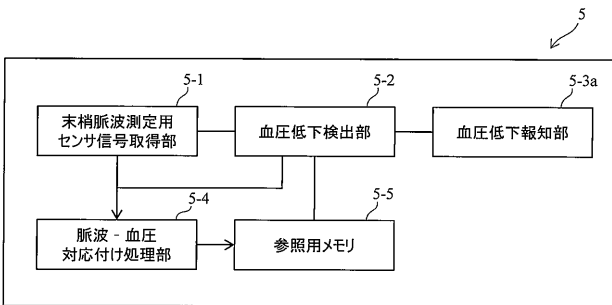 5
5-1
5-2
5-3a
末梢脈波測定用
センサ信号取得部
血圧低下検出部
血圧低下報知部
5-4
5-5
脈波‐血圧
対応付け処理部
参照用メモリ